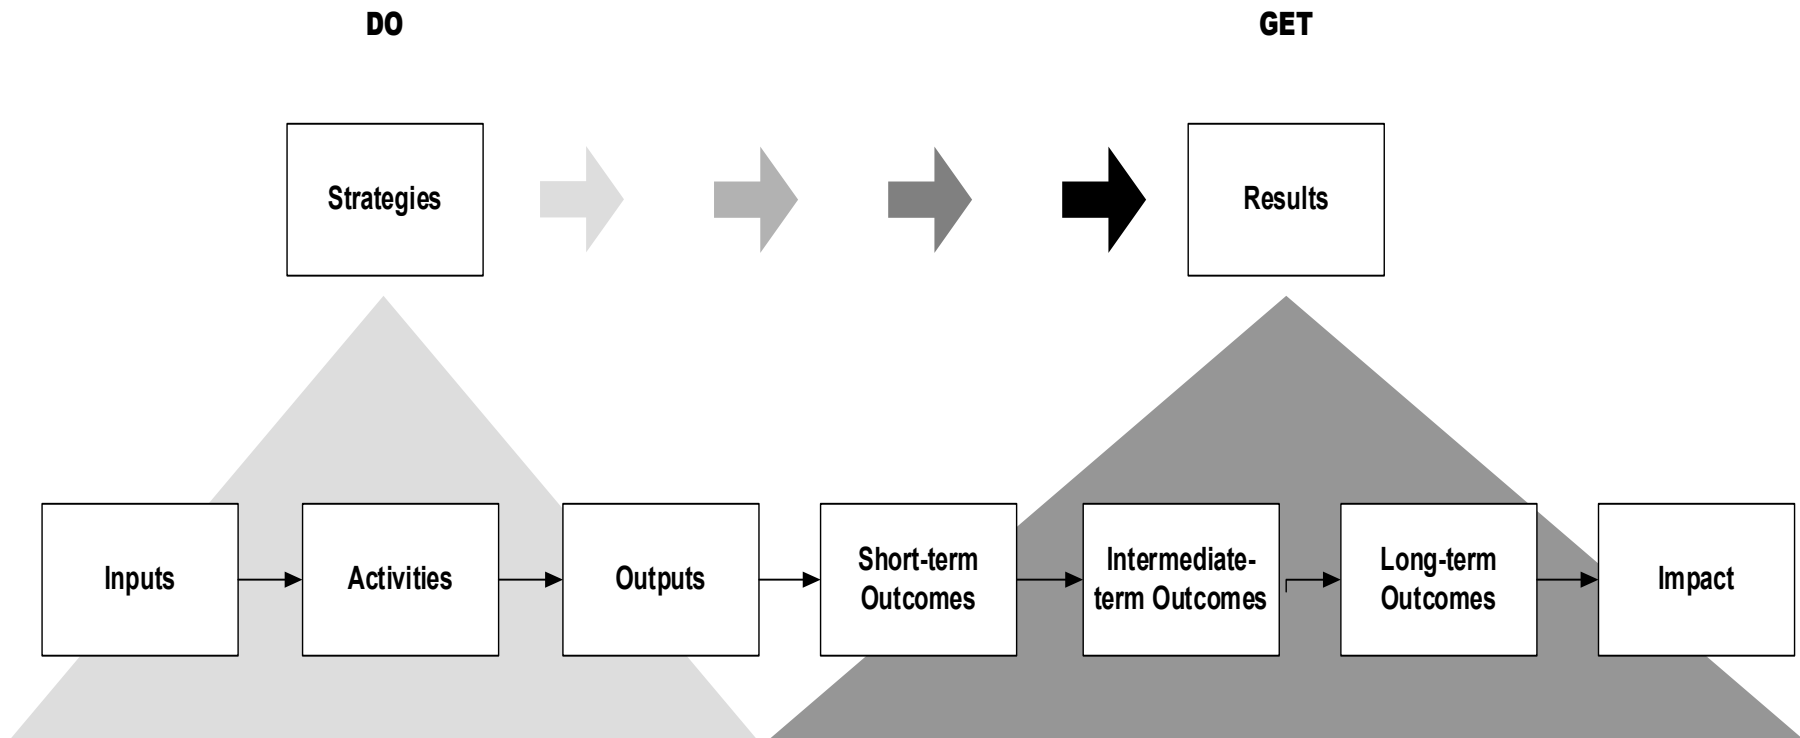 DO
GET
Strategies
Results
Inputs
Activities
Outputs
Short-term
Outcomes
Intermediate-
term Outcomes
Long-term
Outcomes
Impact